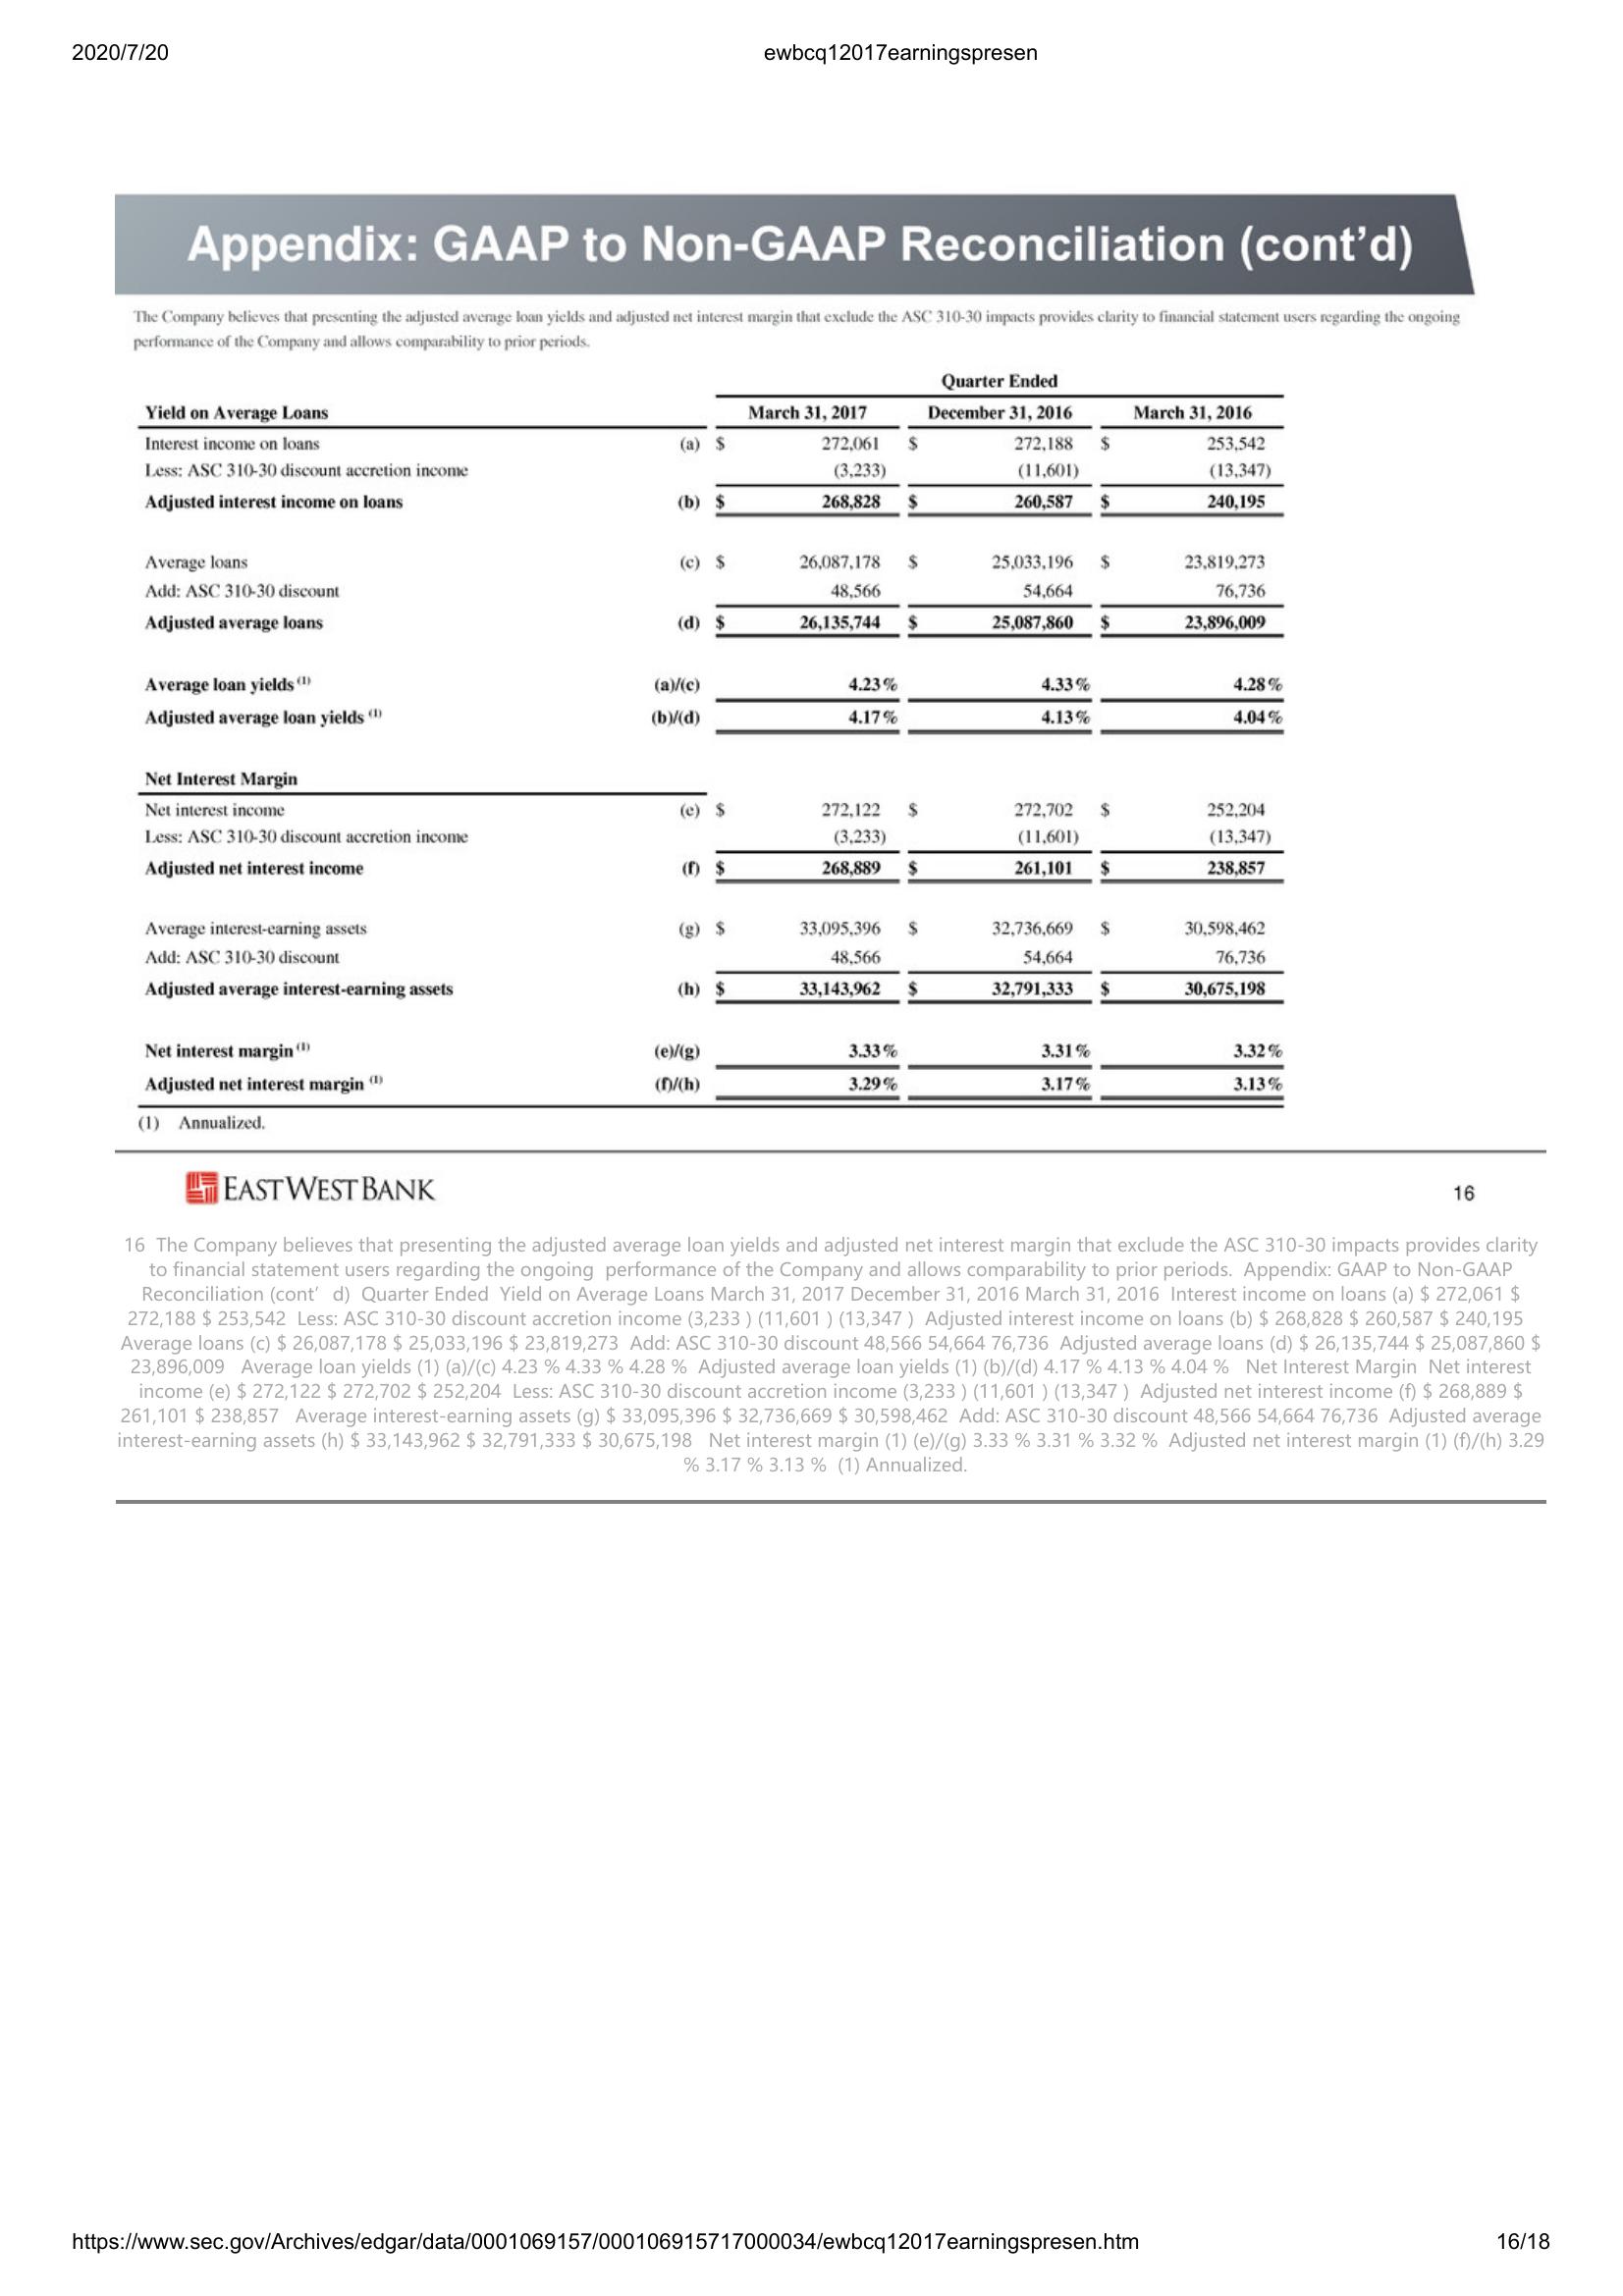 2020/7/20 ewbcq12017earningspresen
Appendix: GAAP to Non-GAAP Reconciliation (cont’d)
The Company believes that presenting the adjusted average loan yields and adjusted net interest margin that exclude the ASC 310-30 impacts provides clarity to financial statement users regarding the ongoing
performance of the Company and allows comparability to prior periods.
Quarter Ended
Yield on Average Loans March 31, 2017 December 31, 2016 March 31, 2016
Interest income on loans (a) $ 272,061 $ 272,188 $ 253,542
Less: ASC 310-30 discount accretion income (3,233) (11,601) (13,347)
Adjusted interest income on loans (b) $ 268,828 $ 260,587 $ 240,195
Average loans (c) $ 26,087,178 $ 25,033,196 $ 23,819,273
Add: ASC 310-30 discount 48,566 54,664 76,736
Adjusted average loans (d) $ 26,135,744 $ 25,087,860 $ 23,896,009
Average loan yields (1) (a)/(c) 4.23% 4.33% 4.28%
Adjusted average loan yields (1) (b)/(d) 4.17% 4.13% 4.04%
Net Interest Margin
Net interest income (e) $ 272,122 $ 272,702 $ 252,204
Less: ASC 310-30 discount accretion income (3,233) (11,601) (13,347)
Adjusted net interest income (f) $ 268,889 $ 261,101 $ 238,857
Average interest-earning assets (g) $ 33,095,396 $ 32,736,669 $ 30,598,462
Add: ASC 310-30 discount 48,566 54,664 76,736
Adjusted average interest-earning assets (h) $ 33,143,962 $ 32,791,333 $ 30,675,198
Net interest margin (1) (e)/(g) 3.33% 3.31% 3.32%
Adjusted net interest margin (1) (f)/(h) 3.29% 3.17% 3.13%
(1) Annualized.
EASTWESTBANK 16
16 The Company believes that presenting the adjusted average loan yields and adjusted net interest margin that exclude the ASC 310-30 impacts provides clarity
to financial statement users regarding the ongoing performance of the Company and allows comparability to prior periods. Appendix: GAAP to Non-GAAP
Reconciliation (cont’ d) Quarter Ended Yield on Average Loans March 31, 2017 December 31, 2016 March 31, 2016 Interest income on loans (a) $ 272,061 $
272,188 $ 253,542 Less: ASC 310-30 discount accretion income (3,233 ) (11,601 ) (13,347 ) Adjusted interest income on loans (b) $ 268,828 $ 260,587 $ 240,195
Average loans (c) $ 26,087,178 $ 25,033,196 $ 23,819,273 Add: ASC 310-30 discount 48,566 54,664 76,736 Adjusted average loans (d) $ 26,135,744 $ 25,087,860 $
23,896,009 Average loan yields (1) (a)/(c) 4.23 % 4.33 % 4.28 % Adjusted average loan yields (1) (b)/(d) 4.17 % 4.13 % 4.04 % Net Interest Margin Net interest
income (e) $ 272,122 $ 272,702 $ 252,204 Less: ASC 310-30 discount accretion income (3,233 ) (11,601 ) (13,347 ) Adjusted net interest income (f) $ 268,889 $
261,101 $ 238,857 Average interest-earning assets (g) $ 33,095,396 $ 32,736,669 $ 30,598,462 Add: ASC 310-30 discount 48,566 54,664 76,736 Adjusted average
interest-earning assets (h) $ 33,143,962 $ 32,791,333 $ 30,675,198 Net interest margin (1) (e)/(g) 3.33 % 3.31 % 3.32 % Adjusted net interest margin (1) (f)/(h) 3.29
% 3.17 % 3.13 % (1) Annualized.
https://www.sec.gov/Archives/edgar/data/0001069157/000106915717000034/ewbcq12017earningspresen.htm 16/18